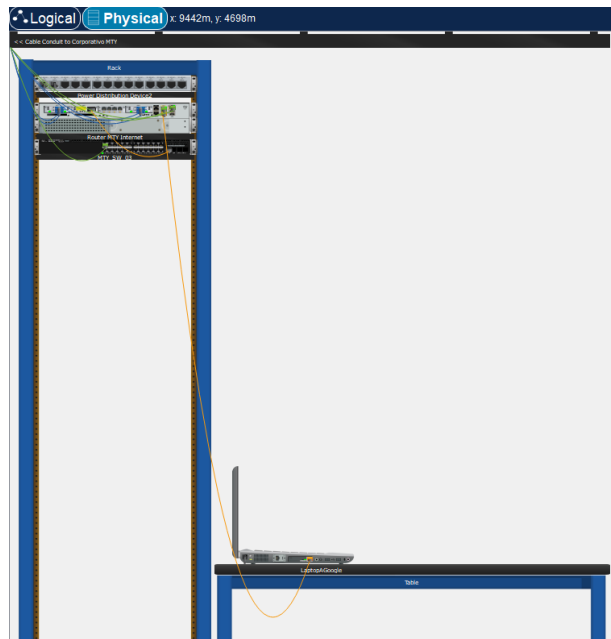 Logical Physical x: 9442m, y: 4698m
<< Cable Conduit to Corporativo MTY
Rack
Power Distribution Device2
Router MTY Internet
MTY_SW_03
LaptopAGoogle
Table